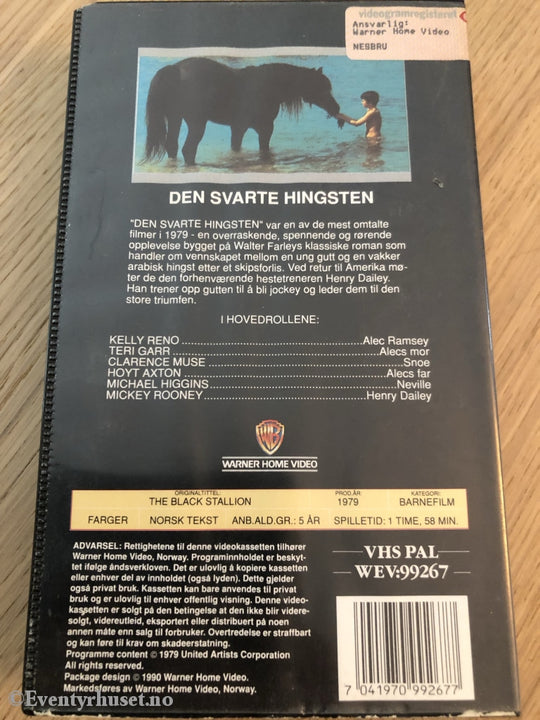 videogramregisteret
Ansvarlig:
Warner Home Video
NESBRU
DEN SVARTE HINGSTEN
"DEN SVARTE HINGSTEN" var en av de mest omtalte
filmer i 1979 - en overraskende, spennende og rørende
opplevelse bygget på Walter Farleys klassiske roman som
handler om vennskapet mellom en ung gutt og en vakker
arabisk hingst etter et skipsforlis. Ved retur til Amerika mø-
ter de den forhenværende hestetreneren Henry Dailey.
Han trener opp gutten til å bli jockey og leder dem til den
store triumfen.
I HOVEDROLLENE:
KELLY RENO ... Alec Ramsey
TERI GARR ... Alecs mor
CLARENCE MUSE ... Snoe
HOYT AXTON ... Alecs far
MICHAEL HIGGINS ... Neville
MICKEY ROONEY ... Henry Dailey
WB
WARNER HOME VIDEO
ORIGINALTITTEL: PROD.ÅR KATEGORI:
THE BLACK STALLION 1979 BARNEFILM
FARGER NORSK TEKST ANB.ALD.GR.: 5 ÅR SPILLETID: 1 TIME, 58 MIN.
ADVARSEL: Rettighetene til denne videokassetten tilhører
Warner Home Video, Norway. Programinnholdet er beskyt-
tet ifølge åndsverkloven. Det er ulovlig å kopiere kassetten
eller enhver del av innholdet (også lyden). Dette gjelder
også privat bruk. Kassetten kan bare anvendes til privat
bruk og er ulovlig til enhver offentlig visning. Denne video-
kassetten er solgt på den betingelse at den ikke blir videre-
solgt, videreutleid, eksportert eller distribuert på noen
annen måte enn salg til forbruker. Overtredelse er straffbart
og kan føre til krav om skadeerstatning.
Programme content © 1979 United Artists Corporation
All rights reserved.
Package design © 1990 Warner Home Video.
Markedsføres av Warner Home Video, Norway.
VHS PAL
WEV:99267
7 041970 992677
©Eventyrhuset.no